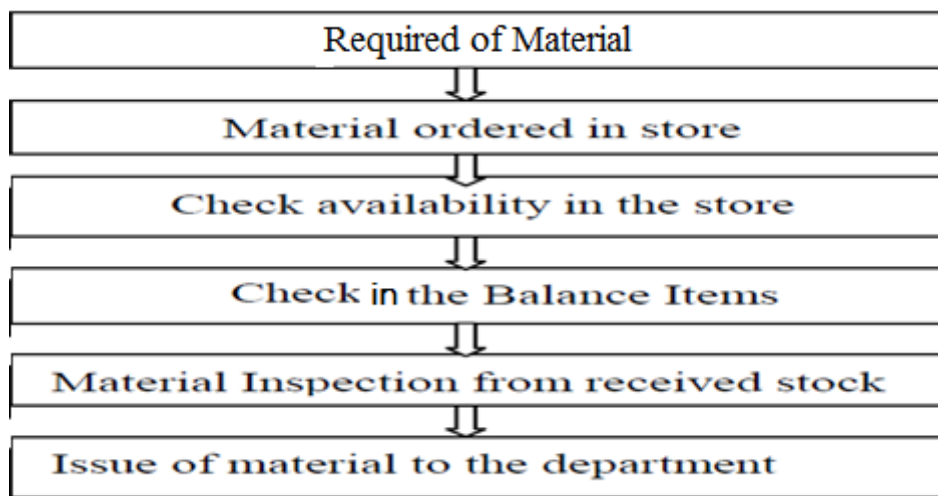 Required of Material
Material ordered in store
Check availability in the store
Check in the Balance Items
Material Inspection from received stock
Issue of material to the department